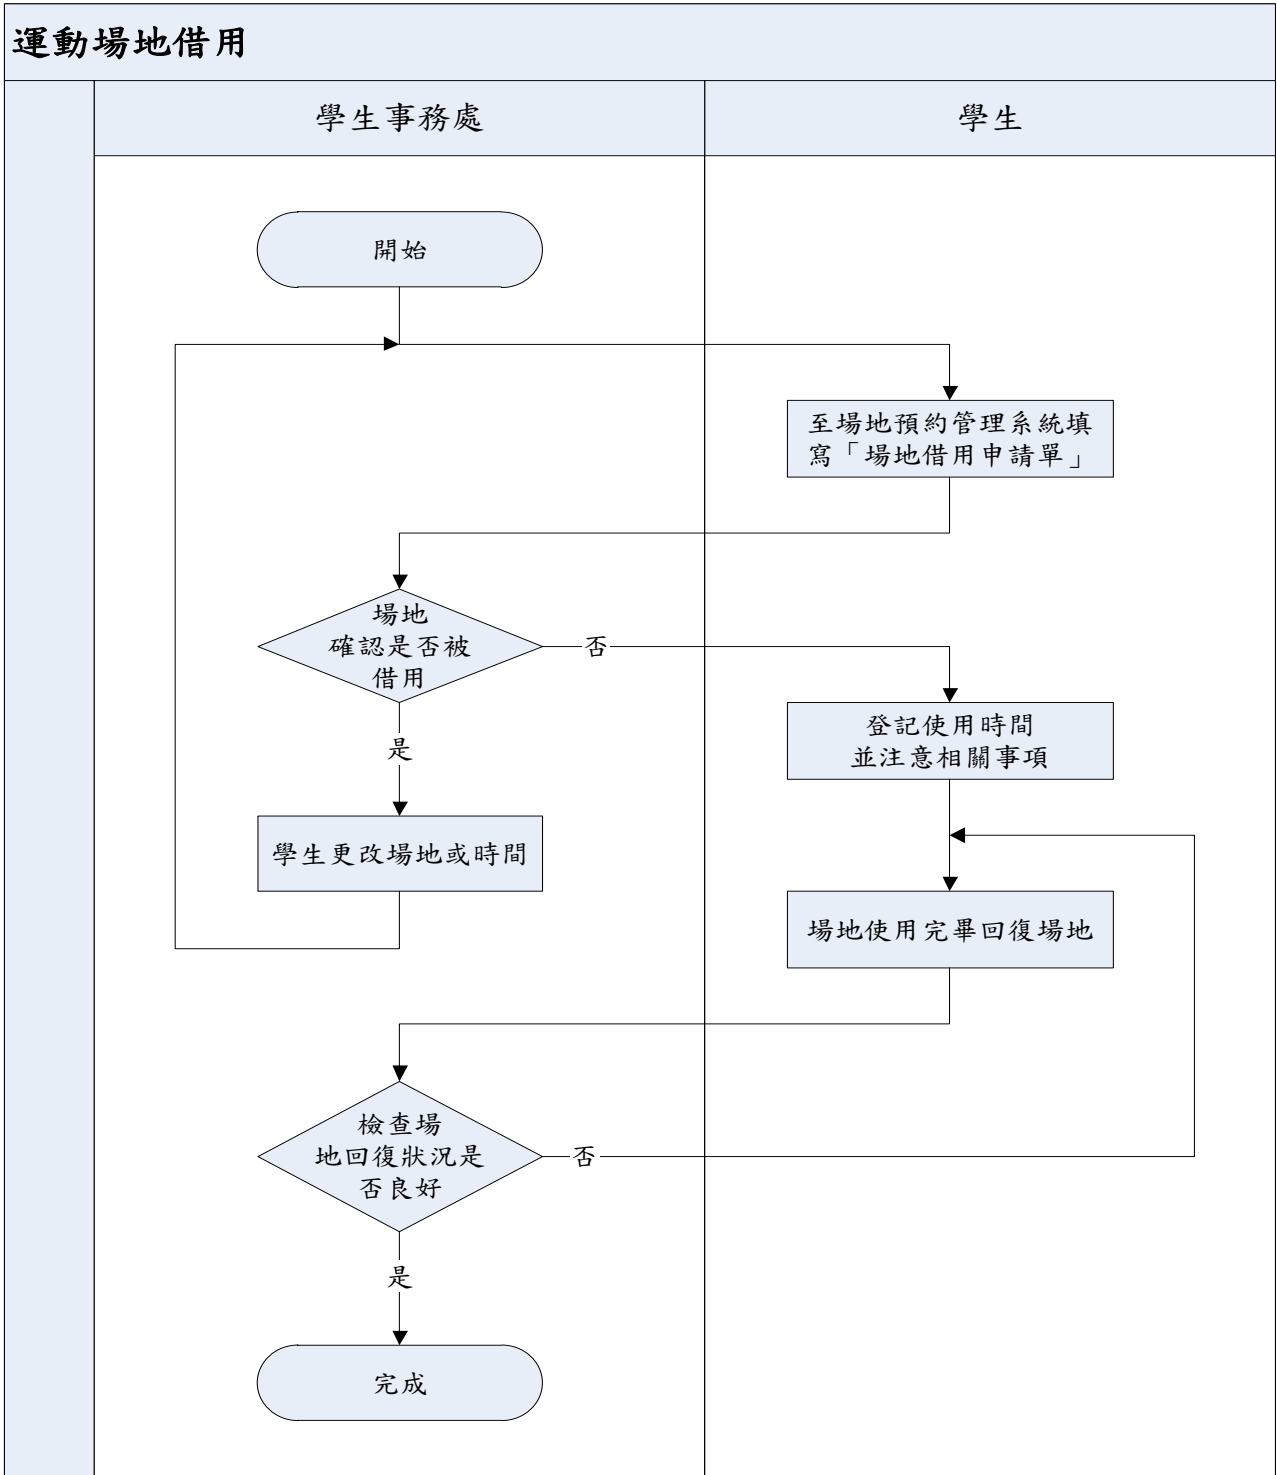 運動場地借用
學生事務處
學生
開始
至場地預約管理系統填
寫「場地借用申請單」
場地
確認是否被
借用
否
是
登記使用時間
並注意相關事項
學生更改場地或時間
場地使用完畢回復場地
檢查場
地回復狀況是
否良好
否
是
完成